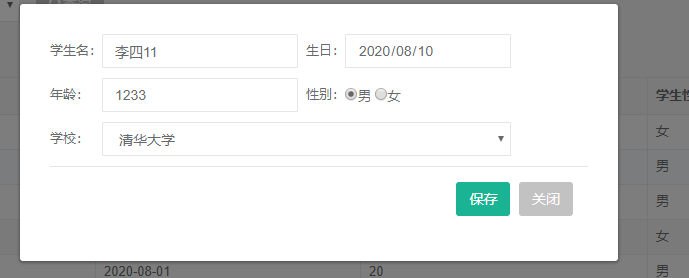 学生名： 李四11 生日： 2020/08/10
年龄： 1233 性别： 男 女
学生性
学校： 清华大学
女
男
保存 关闭
男
女
2020-08-01 20 男